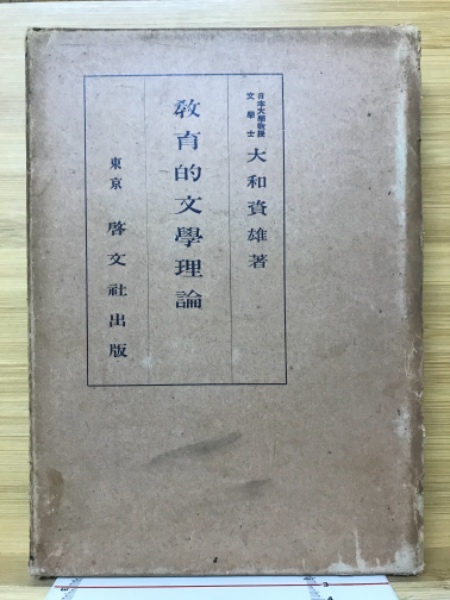 日本大學教授
文學士
大和資雄著
敎育的文學理論
東京 啓文社出版